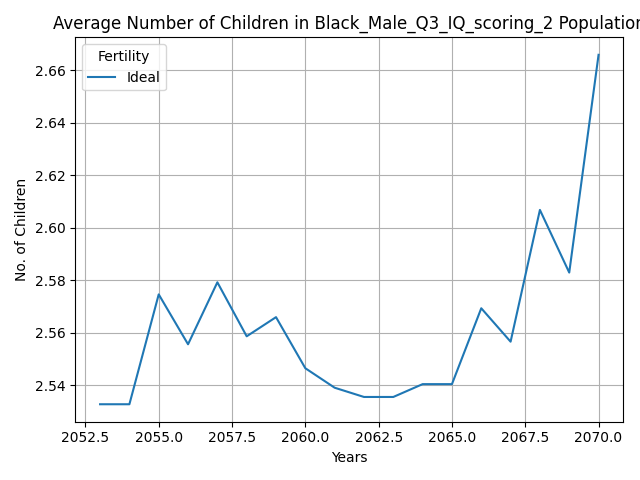 Average Number of Children in Black_Male_Q3_IQ_scoring_2 Population
Fertility
Ideal
No. of Children
2.66
2.64
2.62
2.60
2.58
2.56
2.54
2052.5 2055.0 2057.5 2060.0 2062.5 2065.0 2067.5 2070.0
Years